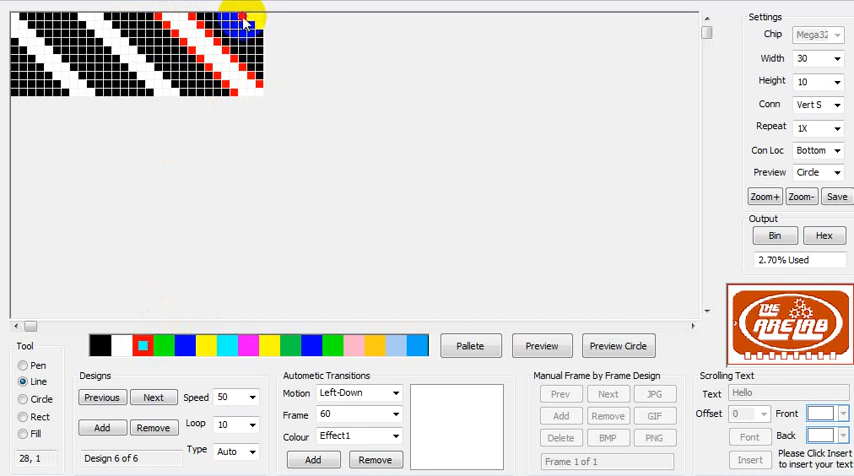 Settings
Chip Mega32
Width 30
Height 10
Conn Vert S
Repeat 1X
Con Loc Bottom
Preview Circle
Zoom+ Zoom- Save
Output
Bin Hex
2.70% Used
THE
ARE LAB
Pallete Preview Preview Circle
Tool
Pen
Line
Circle
Rect
Fill
28, 1
Designs
Previous Next Speed 50
Loop 10
Add Remove
Type Auto
Design 6 of 6
Autometic Transitions
Motion Left-Down
Frame 60
Colour Effect1
Add Remove
Manual Frame by Frame Design
Prev Next JPG
Add Remove GIF
Delete BMP PNG
Frame 1 of 1
Scrolling Text
Text Hello
Offset 0 Front
Font Back
Insert Please Click Insert
to insert your text